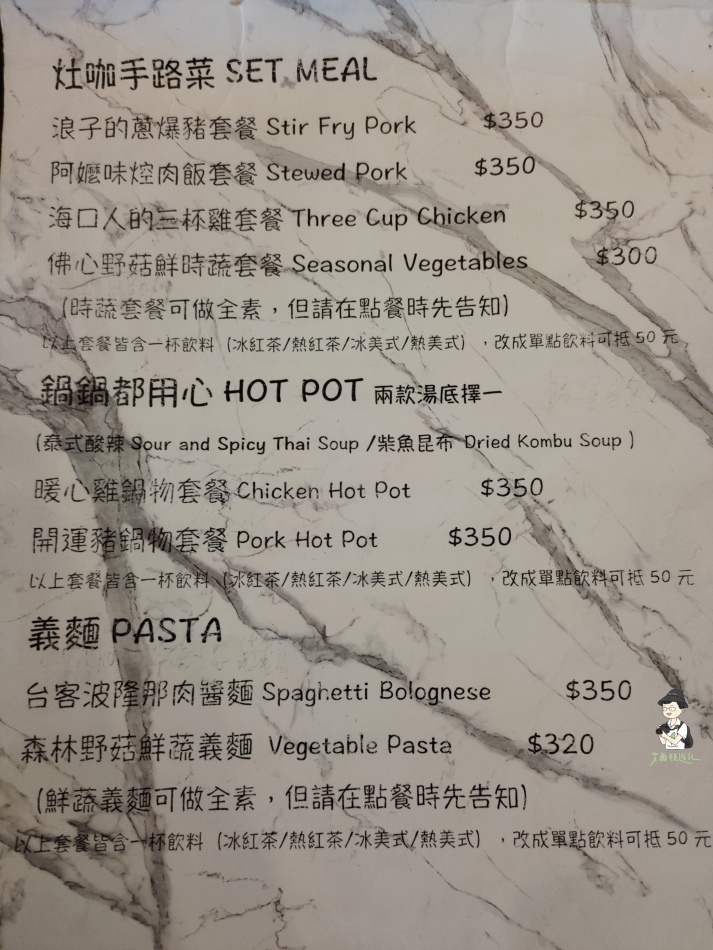 灶咖手路菜 SET MEAL
浪子的蔥爆豬套餐 Stir Fry Pork $350
阿嬤味焢肉飯套餐 Stewed Pork $350
海口人的三杯雞套餐 Three Cup Chicken $350
佛心野菇鮮時蔬套餐 Seasonal Vegetables $300
(時蔬套餐可做全素，但請在點餐時先告知)
以上套餐皆含一杯飲料 (冰紅茶/熱紅茶/冰美式/熱美式) ，改成單點飲料可抵 50 元
鍋鍋都用心 HOT POT 兩款湯底擇一
(泰式酸辣 Sour and Spicy Thai Soup /柴魚昆布 Dried Kombu Soup )
暖心雞鍋物套餐 Chicken Hot Pot $350
開運豬鍋物套餐 Pork Hot Pot $350
以上套餐皆含一杯飲料 (冰紅茶/熱紅茶/冰美式/熱美式) ，改成單點飲料可抵 50 元
義麵 PASTA
台客波隆那肉醬麵 Spaghetti Bolognese $350
森林野菇鮮蔬義麵 Vegetable Pasta $320
(鮮蔬義麵可做全素，但請在點餐時先告知)
以上套餐皆含一杯飲料 (冰紅茶/熱紅茶/冰美式/熱美式) ，改成單點飲料可抵 50 元